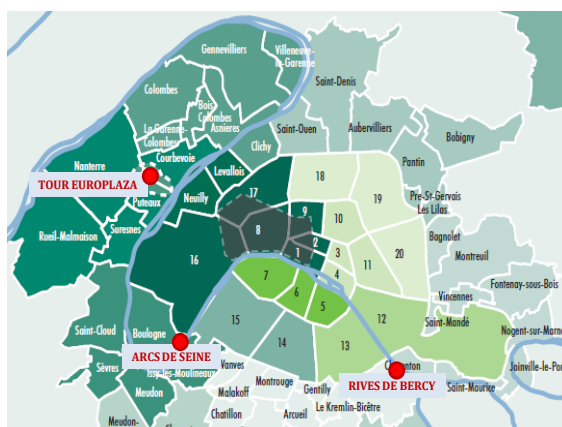 Gennevilliers
Villeneuve-
la-Garenne
Colombes
Saint-Denis
Bois-
Colombes
La Garenne-
Colombes
Asnieres
Saint-Ouen
Aubervilliers
Bobigny
Courbevoie
Clichy
Nanterre
Levallois
Pantin
TOUR EUROPLAZA
18
19
Neuilly
17
Pré-St-Gervais
Les Lilas
Puteaux
9
10
Suresnes
8
2
Bagnolet
Rueil-Malmaison
1
3
20
Montreuil
16
11
7
4
Fontenay-sous-Bois
6
Vincennes
5
12
Saint-Mandé
Saint-Cloud
Boulogne
15
Nogent-sur-Marne
ARCS DE SEINE
14
13
Sèvres
Issy-les-Moulineaux
Vanves
Charenton
Joinville-le-Pont
Meudon
Montrouge
Gentilly
RIVES DE BERCY
Saint-Maurice
Malakoff
Le Kremlin-Bicêtre
Meudon-
Chatillon
Arcueil